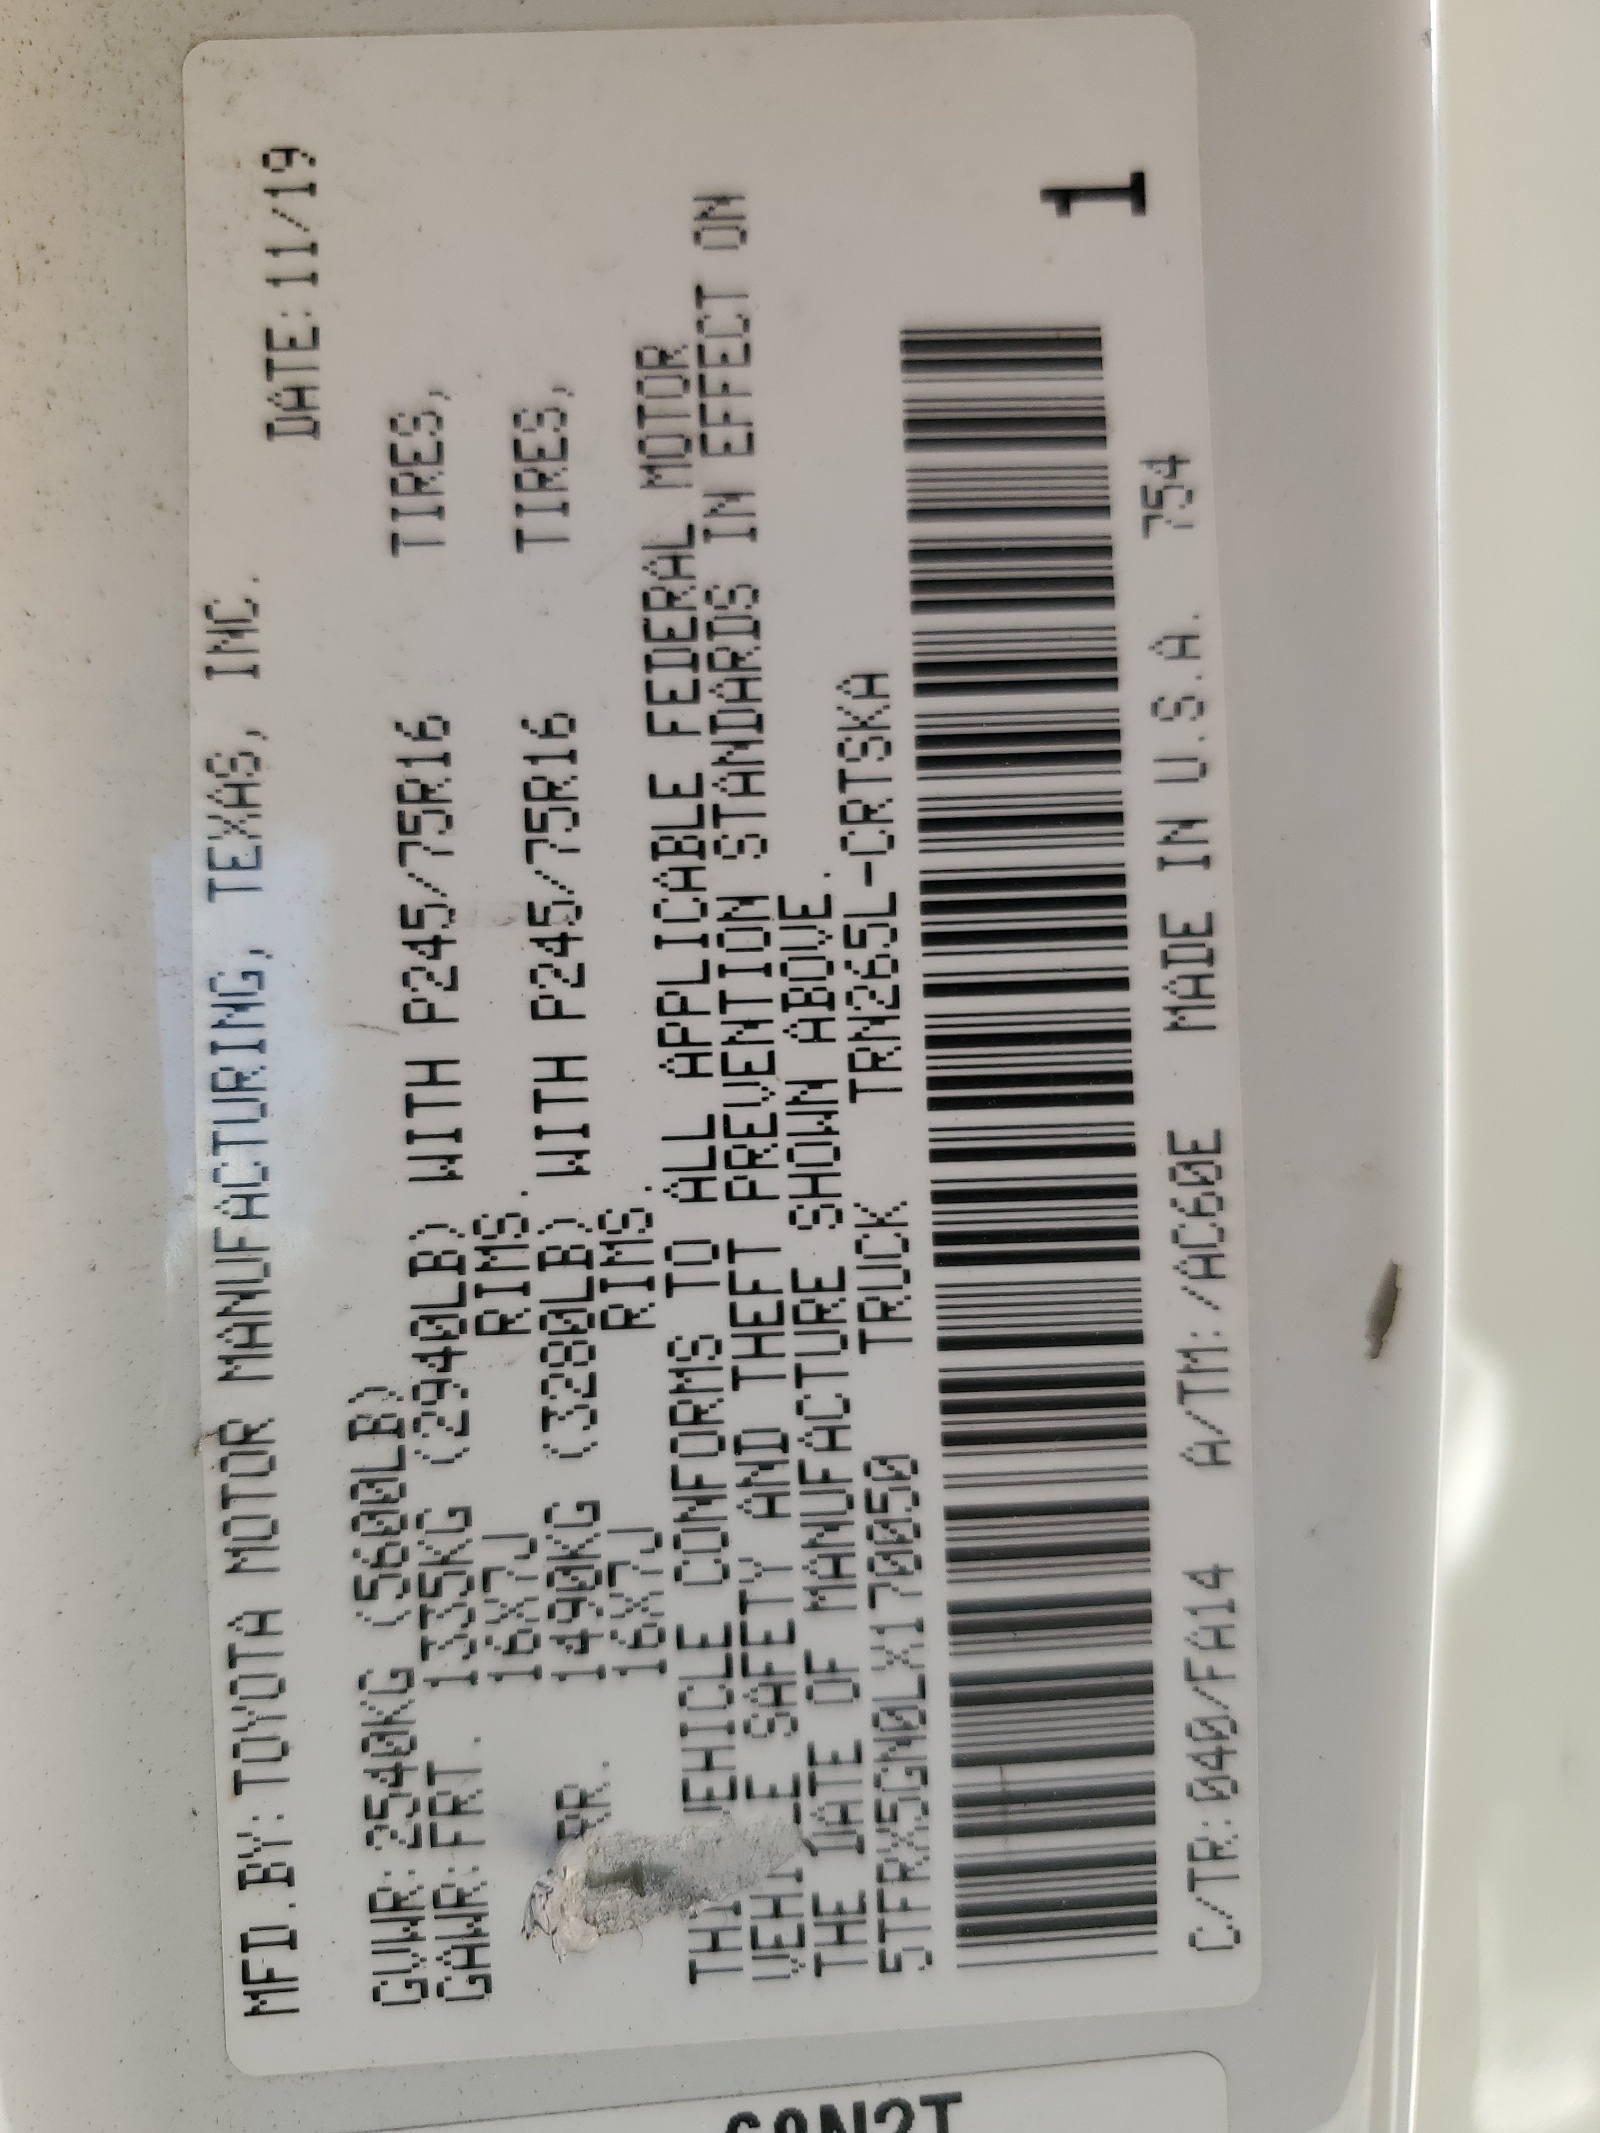 MFD.BY:TOYOTA MOTOR MANUFACTURING, TEXAS, INC.
DATE:11/19
GVWR:2540KG (5600LB)
GAWR:FRT. 1335KG (2940LB) WITH P245/75R16 TIRES,
16X7J RIMS.
RR. 1490KG (3280LB) WITH P245/75R16 TIRES,
16X7J RIMS.
THI EHICLE CONFORMS TO ALL APPLICABLE FEDERAL MOTOR
VEHI E SAFETY AND THEFT PREVENTION STANDARDS IN EFFECT ON
THE DATE OF MANUFACTURE SHOWN ABOVE.
5TFRX5GN0LX170050 TRUCK TRN265L-CRTSKA
1
C/TR:040/FA14 A/TM:/AC60E MADE IN U.S.A. 754